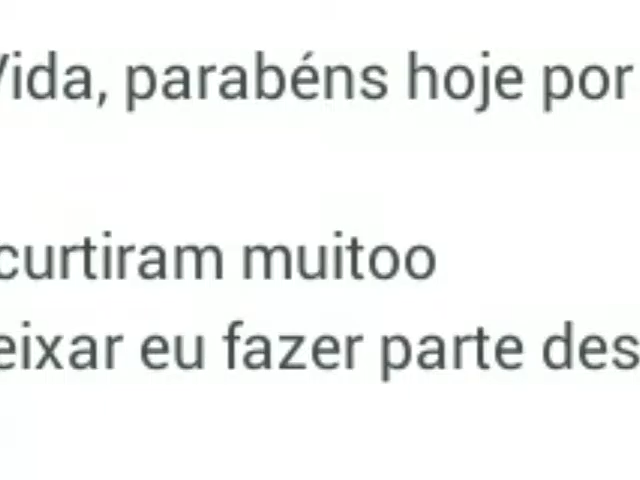 Vida, parabéns hoje por
curtiram muitoo
eixar eu fazer parte des